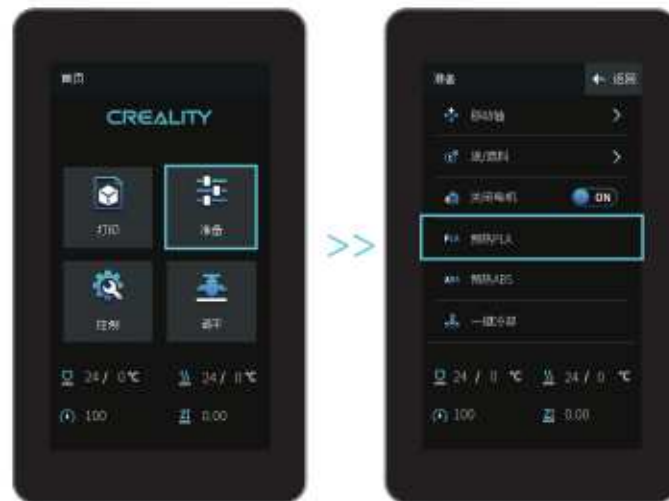 首页
CREALITY
打印 准备
控制 调平
24 / 0 ℃ 24 / 0 ℃
100 0.00
>>
准备 返回
移动轴 >
进/退料 >
关闭电机 ON
PLA 预热PLA
ABS 预热ABS
一键冷却
24 / 0 ℃ 24 / 0 ℃
100 0.00